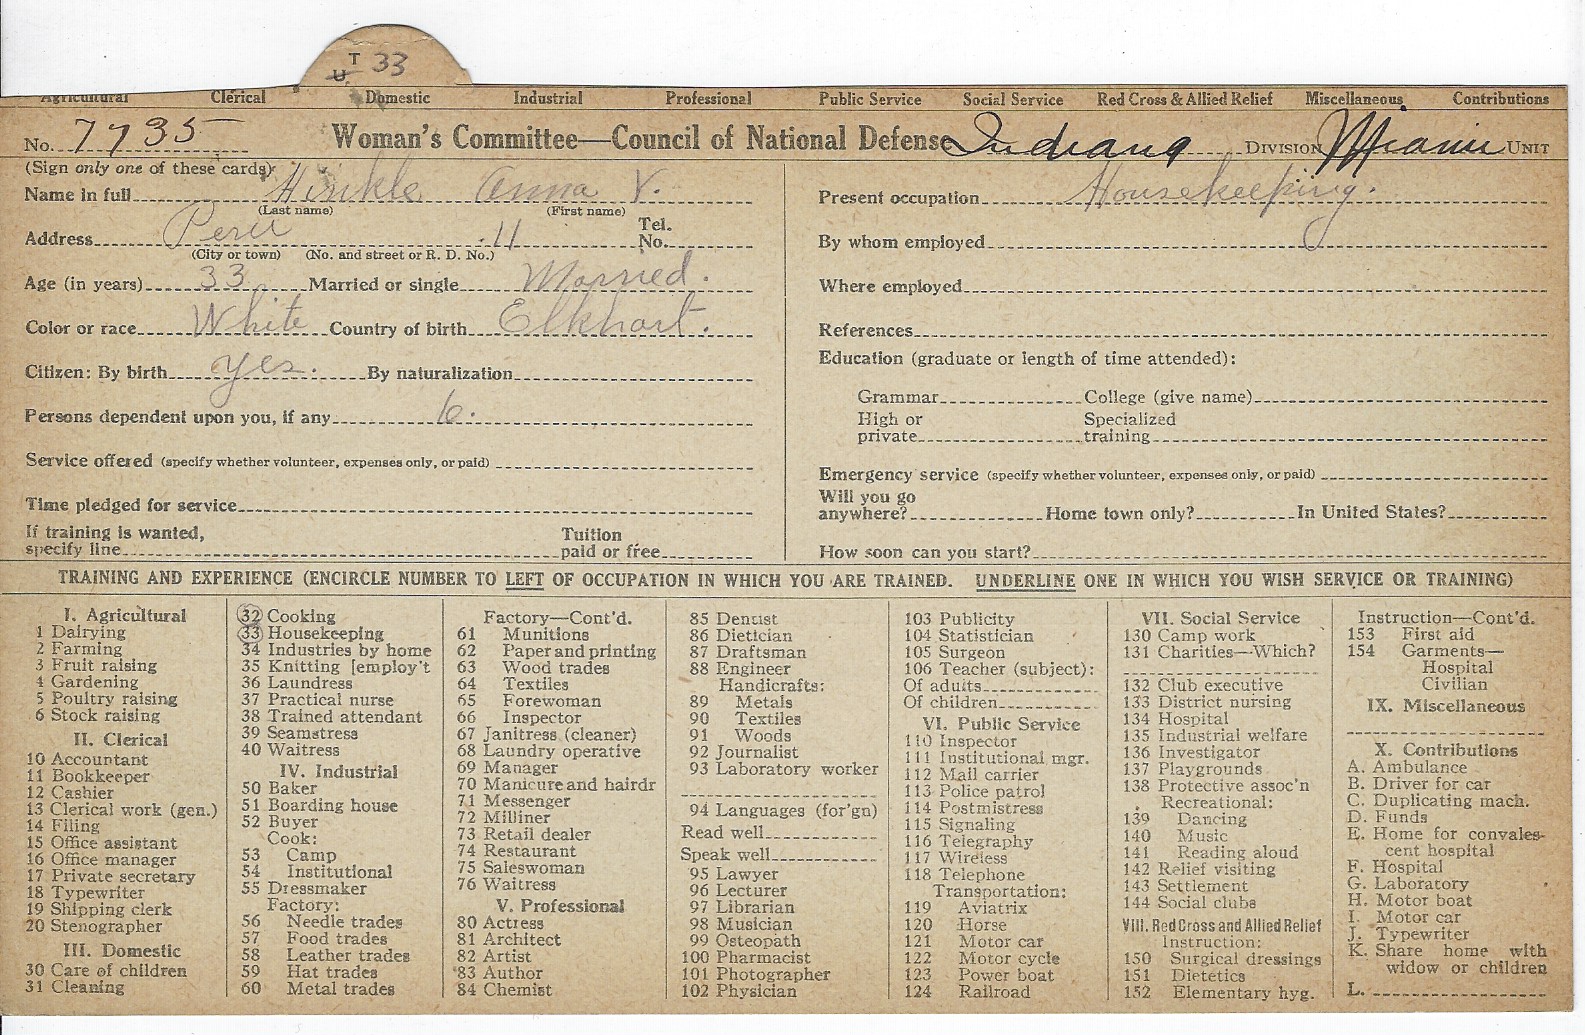 T
U 33
Agricultural Clerical Domestic Industrial Professional Public Service Social Service Red Cross & Allied Relief Miscellaneous Contributions
No. 7735 Woman's Committee—Council of National Defense Indiana DIVISION Miami UNIT
(Sign only one of these cards)
Name in full Hinkle Anna V.
(Last name) (First name)
Address Peru 11 Tel. No.
(City or town) (No. and street or R. D. No.)
Age (in years) 33 Married or single Married.
Color or race White Country of birth Elkhart.
Citizen: By birth yes. By naturalization
Persons dependent upon you, if any 6.
Service offered (specify whether volunteer, expenses only, or paid)
Time pledged for service
If training is wanted, specify line Tuition paid or free
Present occupation Housekeeping.
By whom employed
Where employed
References
Education (graduate or length of time attended):
Grammar College (give name)
High or private Specialized training
Emergency service (specify whether volunteer, expenses only, or paid)
Will you go anywhere? Home town only? In United States?
How soon can you start?
TRAINING AND EXPERIENCE (ENCIRCLE NUMBER TO LEFT OF OCCUPATION IN WHICH YOU ARE TRAINED. UNDERLINE ONE IN WHICH YOU WISH SERVICE OR TRAINING)
I. Agricultural
1 Dairying
2 Farming
3 Fruit raising
4 Gardening
5 Poultry raising
6 Stock raising
II. Clerical
10 Accountant
11 Bookkeeper
12 Cashier
13 Clerical work (gen.)
14 Filing
15 Office assistant
16 Office manager
17 Private secretary
18 Typewriter
19 Shipping clerk
20 Stenographer
III. Domestic
30 Care of children
31 Cleaning
32 Cooking
33 Housekeeping
34 Industries by home
35 Knitting [employ't
36 Laundress
37 Practical nurse
38 Trained attendant
39 Seamstress
40 Waitress
IV. Industrial
50 Baker
51 Boarding house
52 Buyer
Cook:
53 Camp
54 Institutional
55 Dressmaker
Factory:
56 Needle trades
57 Food trades
58 Leather trades
59 Hat trades
60 Metal trades
Factory—Cont'd.
61 Munitions
62 Paper and printing
63 Wood trades
64 Textiles
65 Forewoman
66 Inspector
67 Janitress (cleaner)
68 Laundry operative
69 Manager
70 Manicure and hairdr
71 Messenger
72 Milliner
73 Retail dealer
74 Restaurant
75 Saleswoman
76 Waitress
V. Professional
80 Actress
81 Architect
82 Artist
83 Author
84 Chemist
85 Dentist
86 Dietician
87 Draftsman
88 Engineer
Handicrafts:
89 Metals
90 Textiles
91 Woods
92 Journalist
93 Laboratory worker
94 Languages (for'gn)
Read well
Speak well
95 Lawyer
96 Lecturer
97 Librarian
98 Musician
99 Osteopath
100 Pharmacist
101 Photographer
102 Physician
103 Publicity
104 Statistician
105 Surgeon
106 Teacher (subject):
Of adults
Of children
VI. Public Service
110 Inspector
111 Institutional mgr.
112 Mail carrier
113 Police patrol
114 Postmistress
115 Signaling
116 Telegraphy
117 Wireless
118 Telephone
Transportation:
119 Aviatrix
120 Horse
121 Motor car
122 Motor cycle
123 Power boat
124 Railroad
VII. Social Service
130 Camp work
131 Charities—Which?
132 Club executive
133 District nursing
134 Hospital
135 Industrial welfare
136 Investigator
137 Playgrounds
138 Protective assoc'n
Recreational:
139 Dancing
140 Music
141 Reading aloud
142 Relief visiting
143 Settlement
144 Social clubs
VIII. Red Cross and Allied Relief
Instruction:
150 Surgical dressings
151 Dietetics
152 Elementary hyg.
Instruction—Cont'd.
153 First aid
154 Garments—
Hospital
Civilian
IX. Miscellaneous
X. Contributions
A. Ambulance
B. Driver for car
C. Duplicating mach.
D. Funds
E. Home for convales-
cent hospital
F. Hospital
G. Laboratory
H. Motor boat
I. Motor car
J. Typewriter
K. Share home with
widow or children
L.